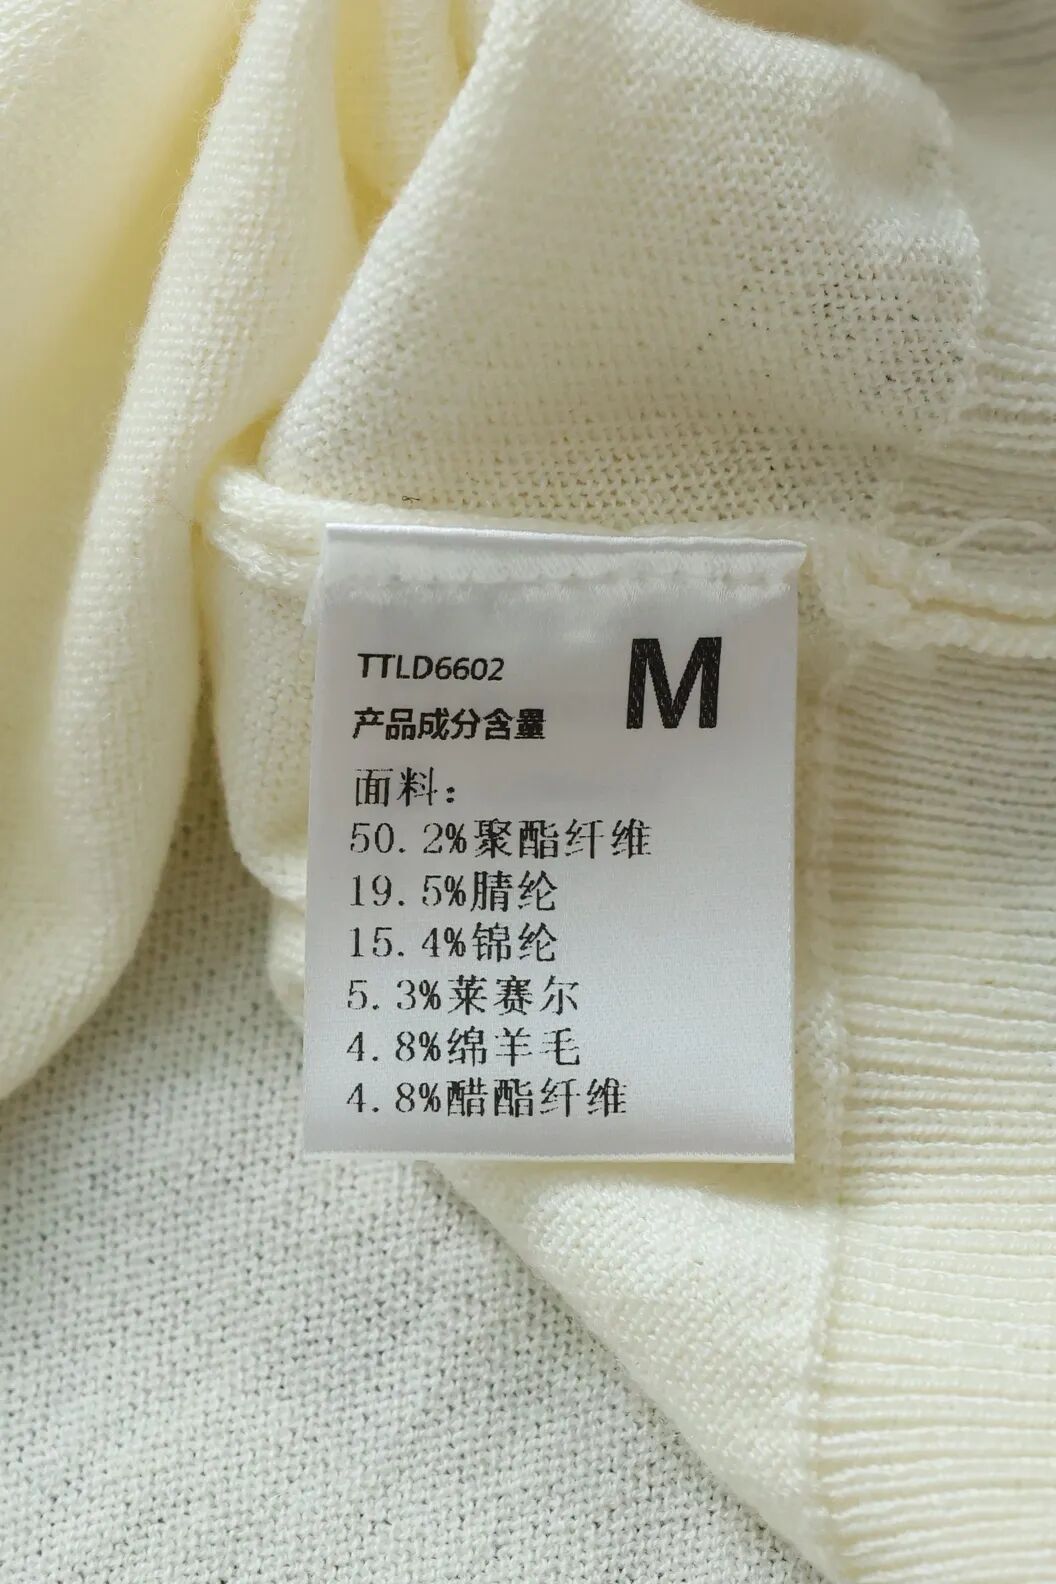 TTLD6602
M
产品成分含量
面料：
50.2%聚酯纤维
19.5%腈纶
15.4%锦纶
5.3%莱赛尔
4.8%绵羊毛
4.8%醋酯纤维